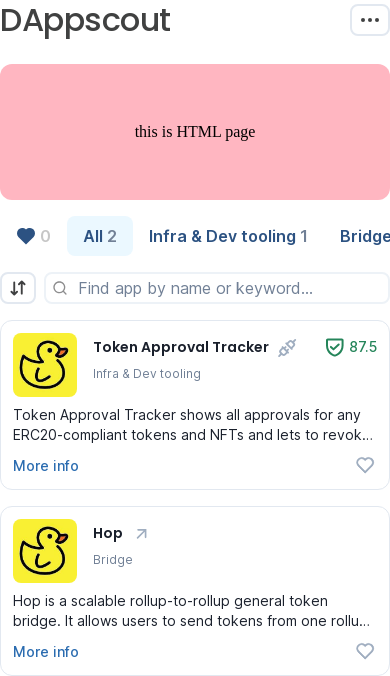 DAppscout
this is HTML page
0 All 2 Infra & Dev tooling 1 Bridge
Find app by name or keyword...
Token Approval Tracker 87.5
Infra & Dev tooling
Token Approval Tracker shows all approvals for any
ERC20-compliant tokens and NFTs and lets to revok...
More info
Hop
Bridge
Hop is a scalable rollup-to-rollup general token
bridge. It allows users to send tokens from one rollu...
More info